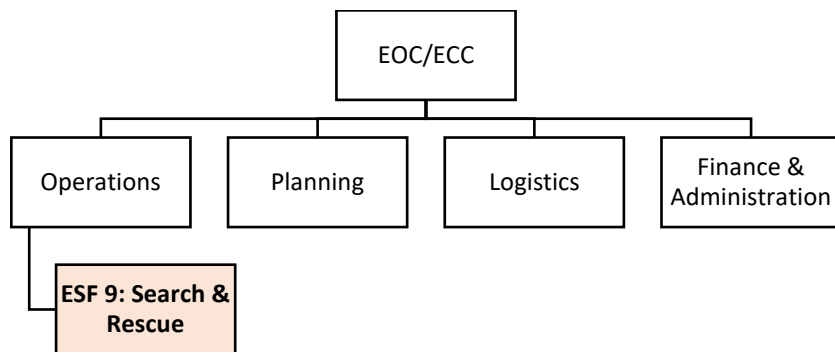 EOC/ECC
Operations
Planning
Logistics
Finance &
Administration
ESF 9: Search &
Rescue